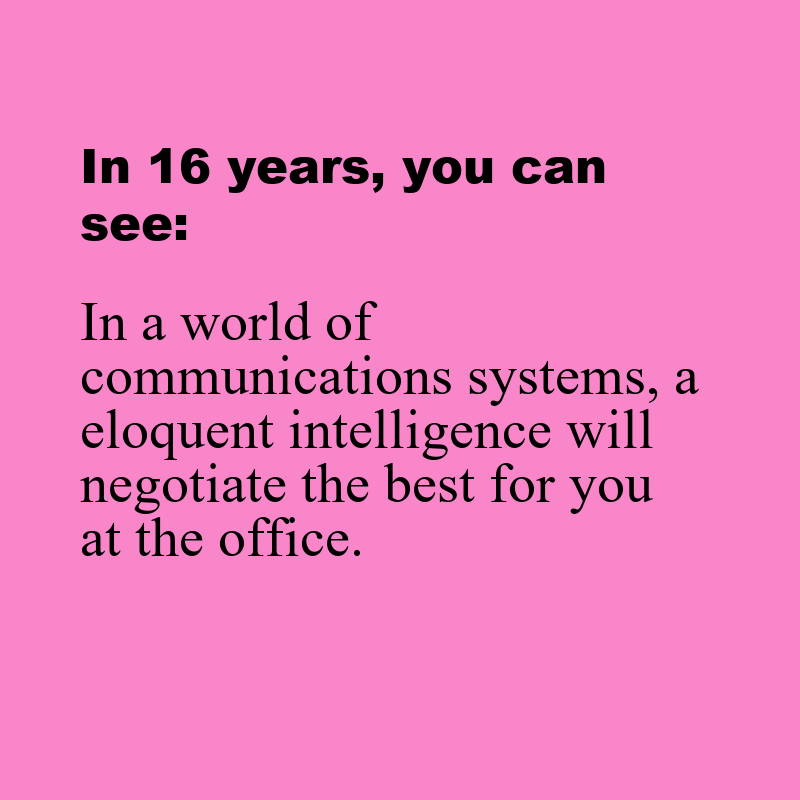 In 16 years, you can
see:
In a world of
communications systems, a
eloquent intelligence will
negotiate the best for you
at the office.